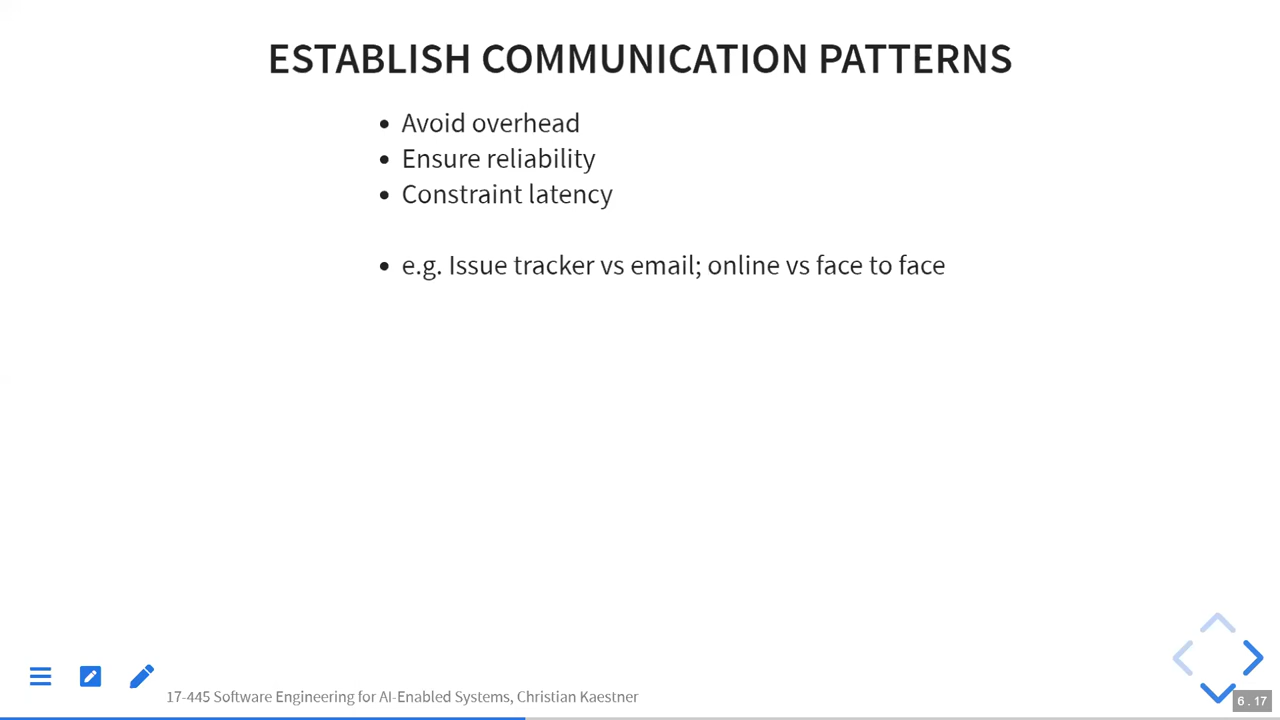 ESTABLISH COMMUNICATION PATTERNS
• Avoid overhead
• Ensure reliability
• Constraint latency
• e.g. Issue tracker vs email; online vs face to face
17-445 Software Engineering for AI-Enabled Systems, Christian Kaestner
6 . 17